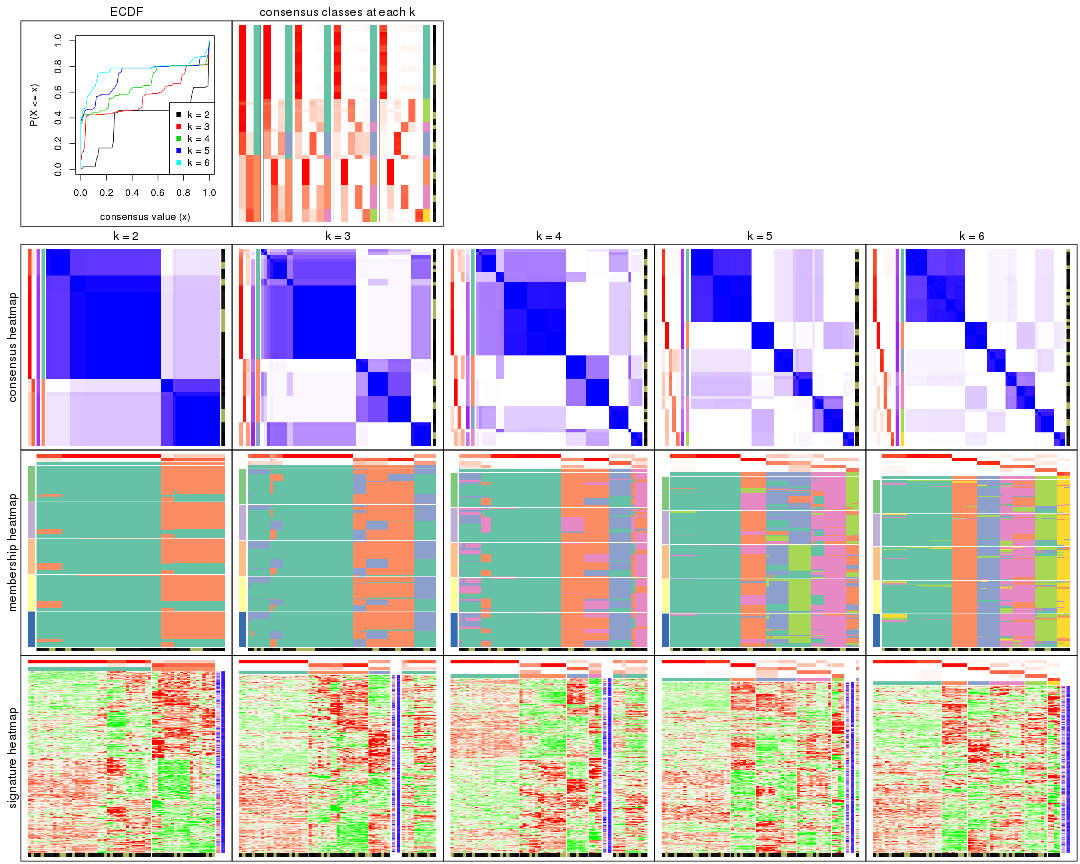 ECDF
consensus classes at each k
P(X <= x)
1.0
0.8
0.6
0.4
0.2
0.0
k = 2
k = 3
k = 4
k = 5
k = 6
0.0 0.2 0.4 0.6 0.8 1.0
consensus value (x)
k = 2
k = 3
k = 4
k = 5
k = 6
consensus heatmap
membership heatmap
signature heatmap